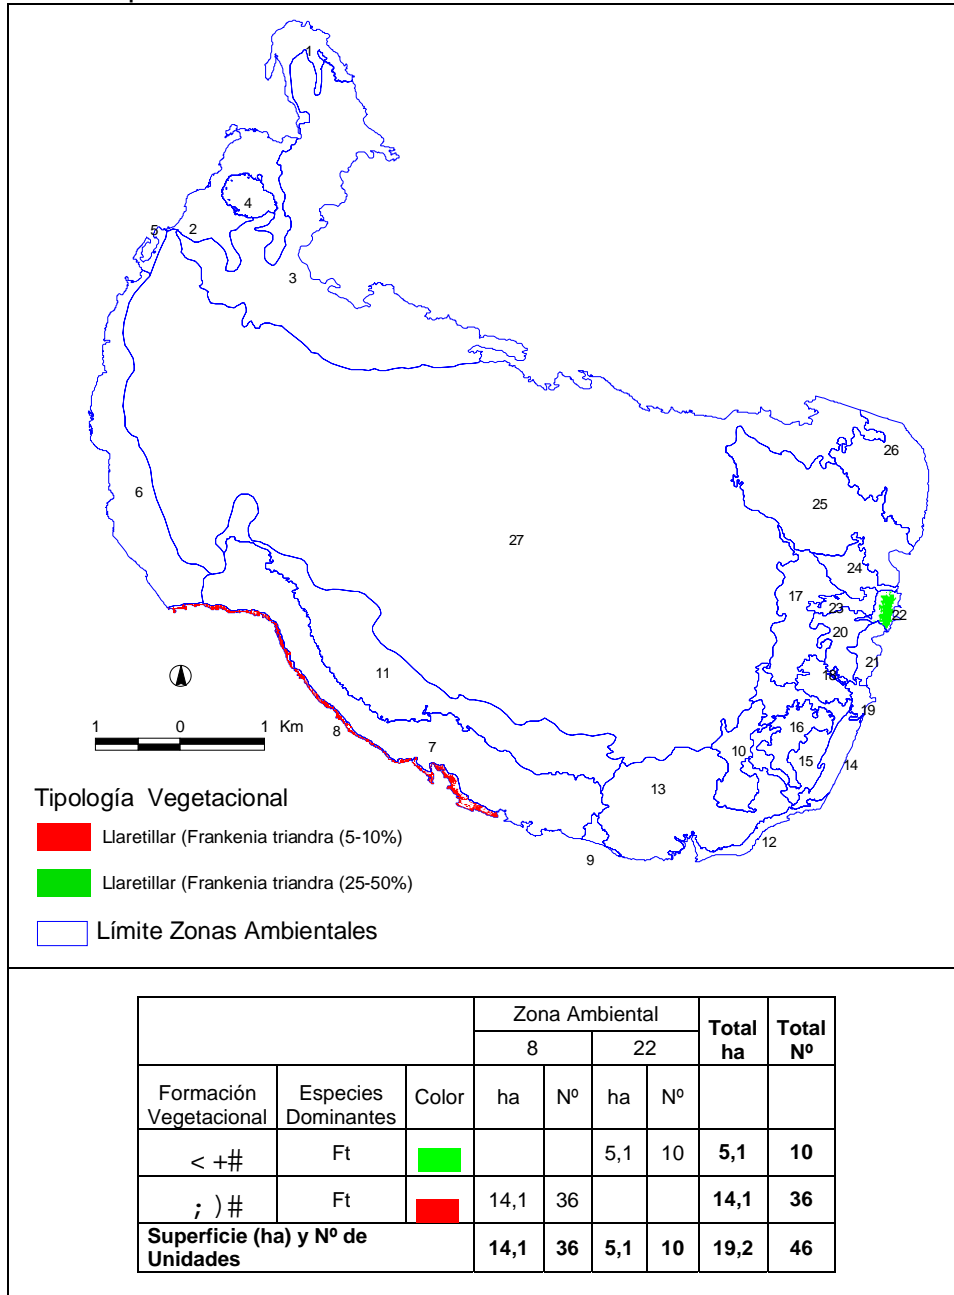 1
4
5
2
3
26
6
25
27
24
17
22
23
20
21
11
18
19
16
8
7
10
15
14
13
12
9
1 0 1 Km
Tipología Vegetacional
Llaretillar (Frankenia triandra (5-10%)
Llaretillar (Frankenia triandra (25-50%)
Límite Zonas Ambientales
Zona Ambiental Total ha Total Nº
8 22
Formación Vegetacional Especies Dominantes Color ha Nº ha Nº
< +# Ft 5,1 10 5,1 10
; )# Ft 14,1 36 14,1 36
Superficie (ha) y Nº de Unidades 14,1 36 5,1 10 19,2 46